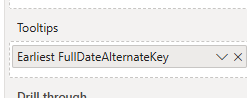 Tooltips
Earliest FullDateAlternateKey
Drill through